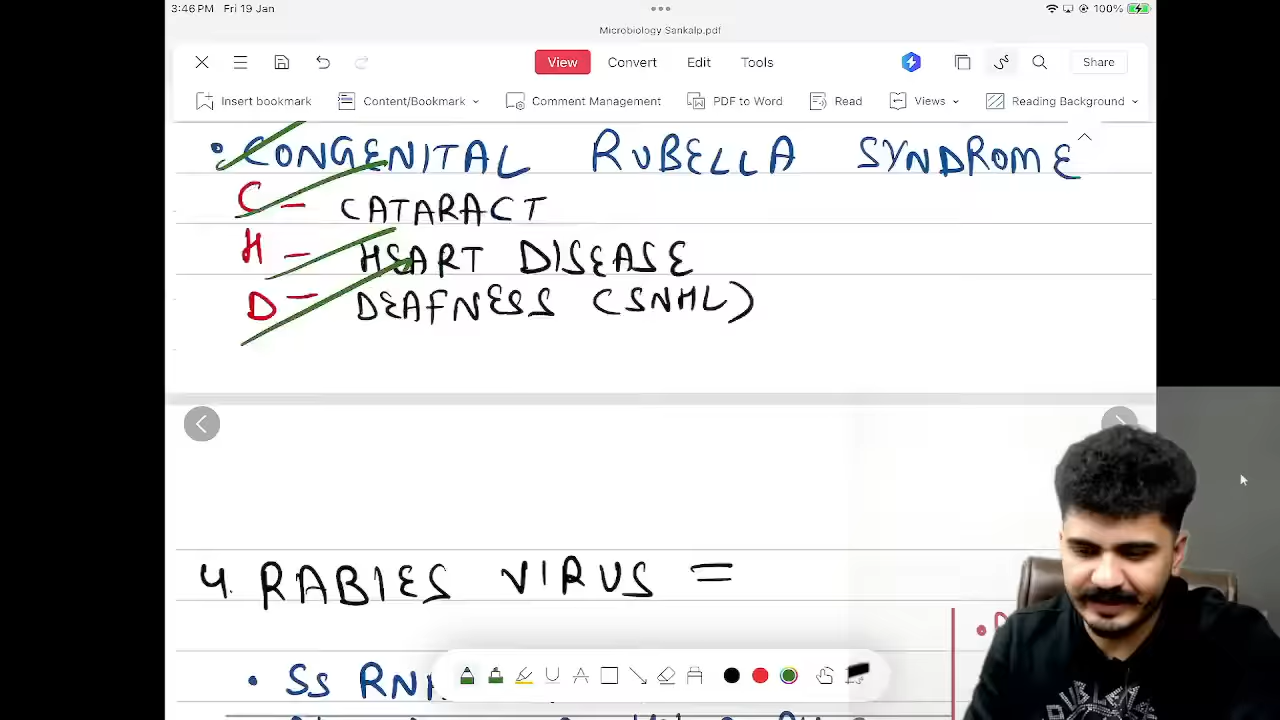 3:46 PM Fri 19 Jan
100%
Microbiology Sankalp.pdf
View Convert Edit Tools Share
Insert bookmark Content/Bookmark Comment Management PDF to Word Read Views Reading Background
• CONGENITAL RUBELLA SYNDROME
C - CATARACT
H - HEART DISEASE
D - DEAFNESS (SNHL)
4. RABIES VIRUS =
• Ss